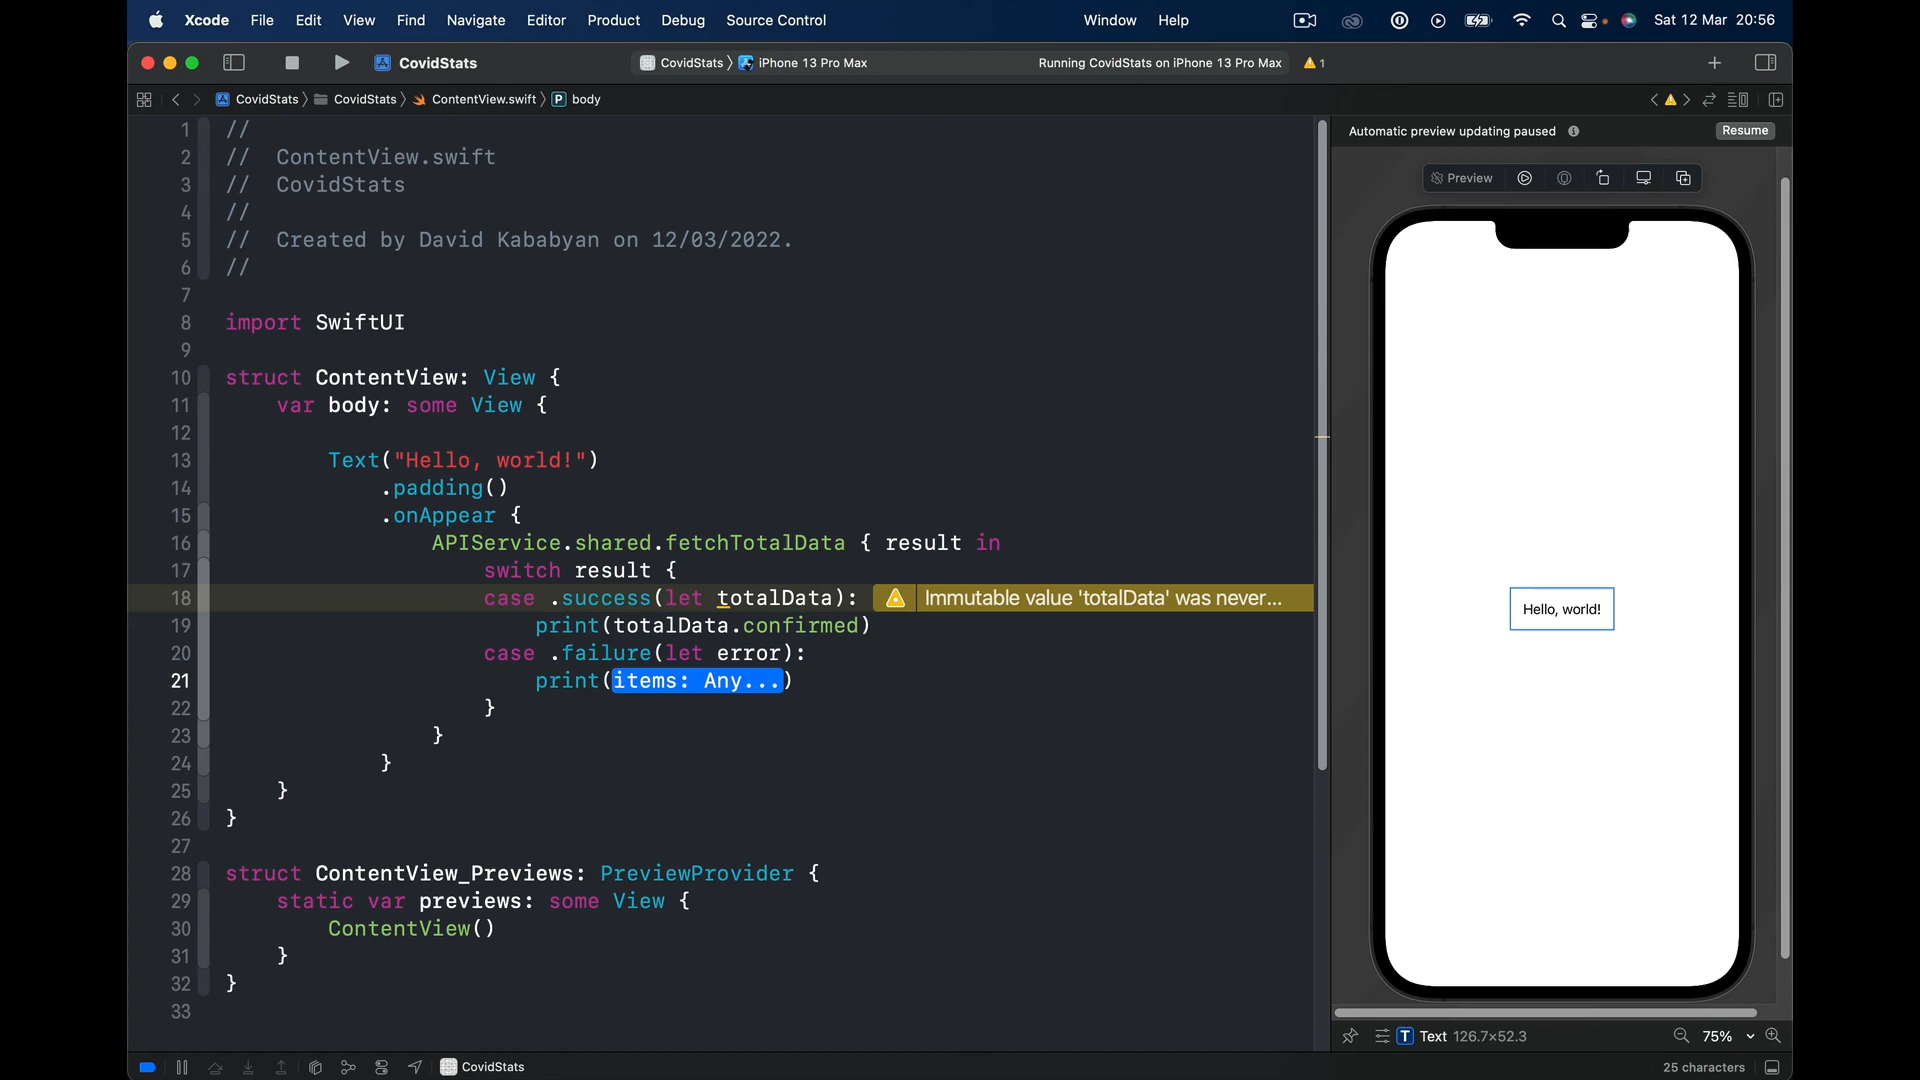 Xcode File Edit View Find Navigate Editor Product Debug Source Control Window Help Sat 12 Mar 20:56
CovidStats CovidStats 〉 iPhone 13 Pro Max Running CovidStats on iPhone 13 Pro Max 1
CovidStats 〉 CovidStats 〉 ContentView.swift 〉 P body
Automatic preview updating paused Resume
Preview
1 //
2 //  ContentView.swift
3 //  CovidStats
4 //
5 //  Created by David Kababyan on 12/03/2022.
6 //
7
8 import SwiftUI
9
10 struct ContentView: View {
11     var body: some View {
12
13         Text("Hello, world!")
14             .padding()
15             .onAppear {
16                 APIService.shared.fetchTotalData { result in
17                     switch result {
18                     case .success(let totalData): Immutable value 'totalData' was never...
19                         print(totalData.confirmed)
20                     case .failure(let error):
21                         print(items: Any...)
22                     }
23                 }
24             }
25     }
26 }
27
28 struct ContentView_Previews: PreviewProvider {
29     static var previews: some View {
30         ContentView()
31     }
32 }
33
Hello, world!
T Text 126.7×52.3 75%
CovidStats 25 characters